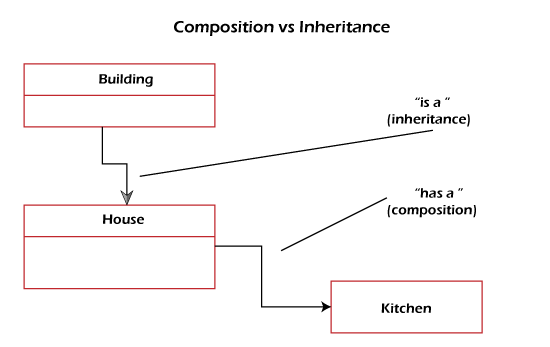 Composition vs Inheritance
Building
“is a ”
(inheritance)
“has a ”
(composition)
House
Kitchen